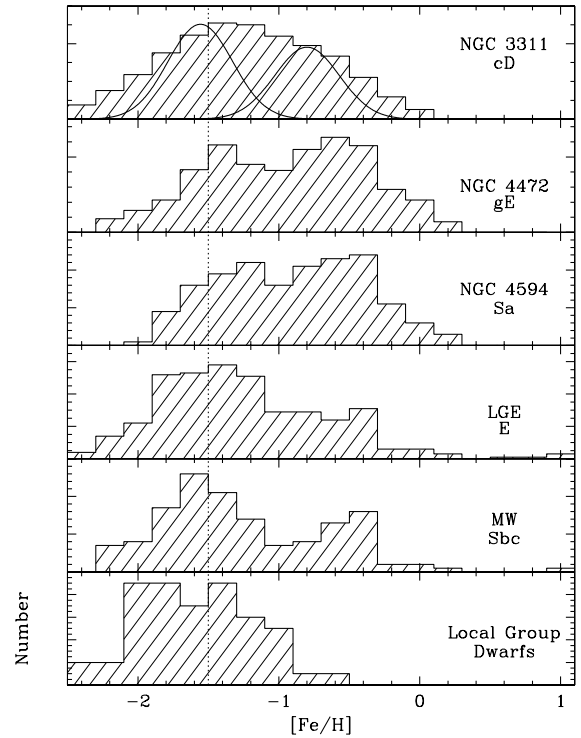 NGC 3311
cD
NGC 4472
gE
NGC 4594
Sa
LGE
E
MW
Sbc
Local Group
Dwarfs
Number
−2 −1 0 1
[Fe/H]